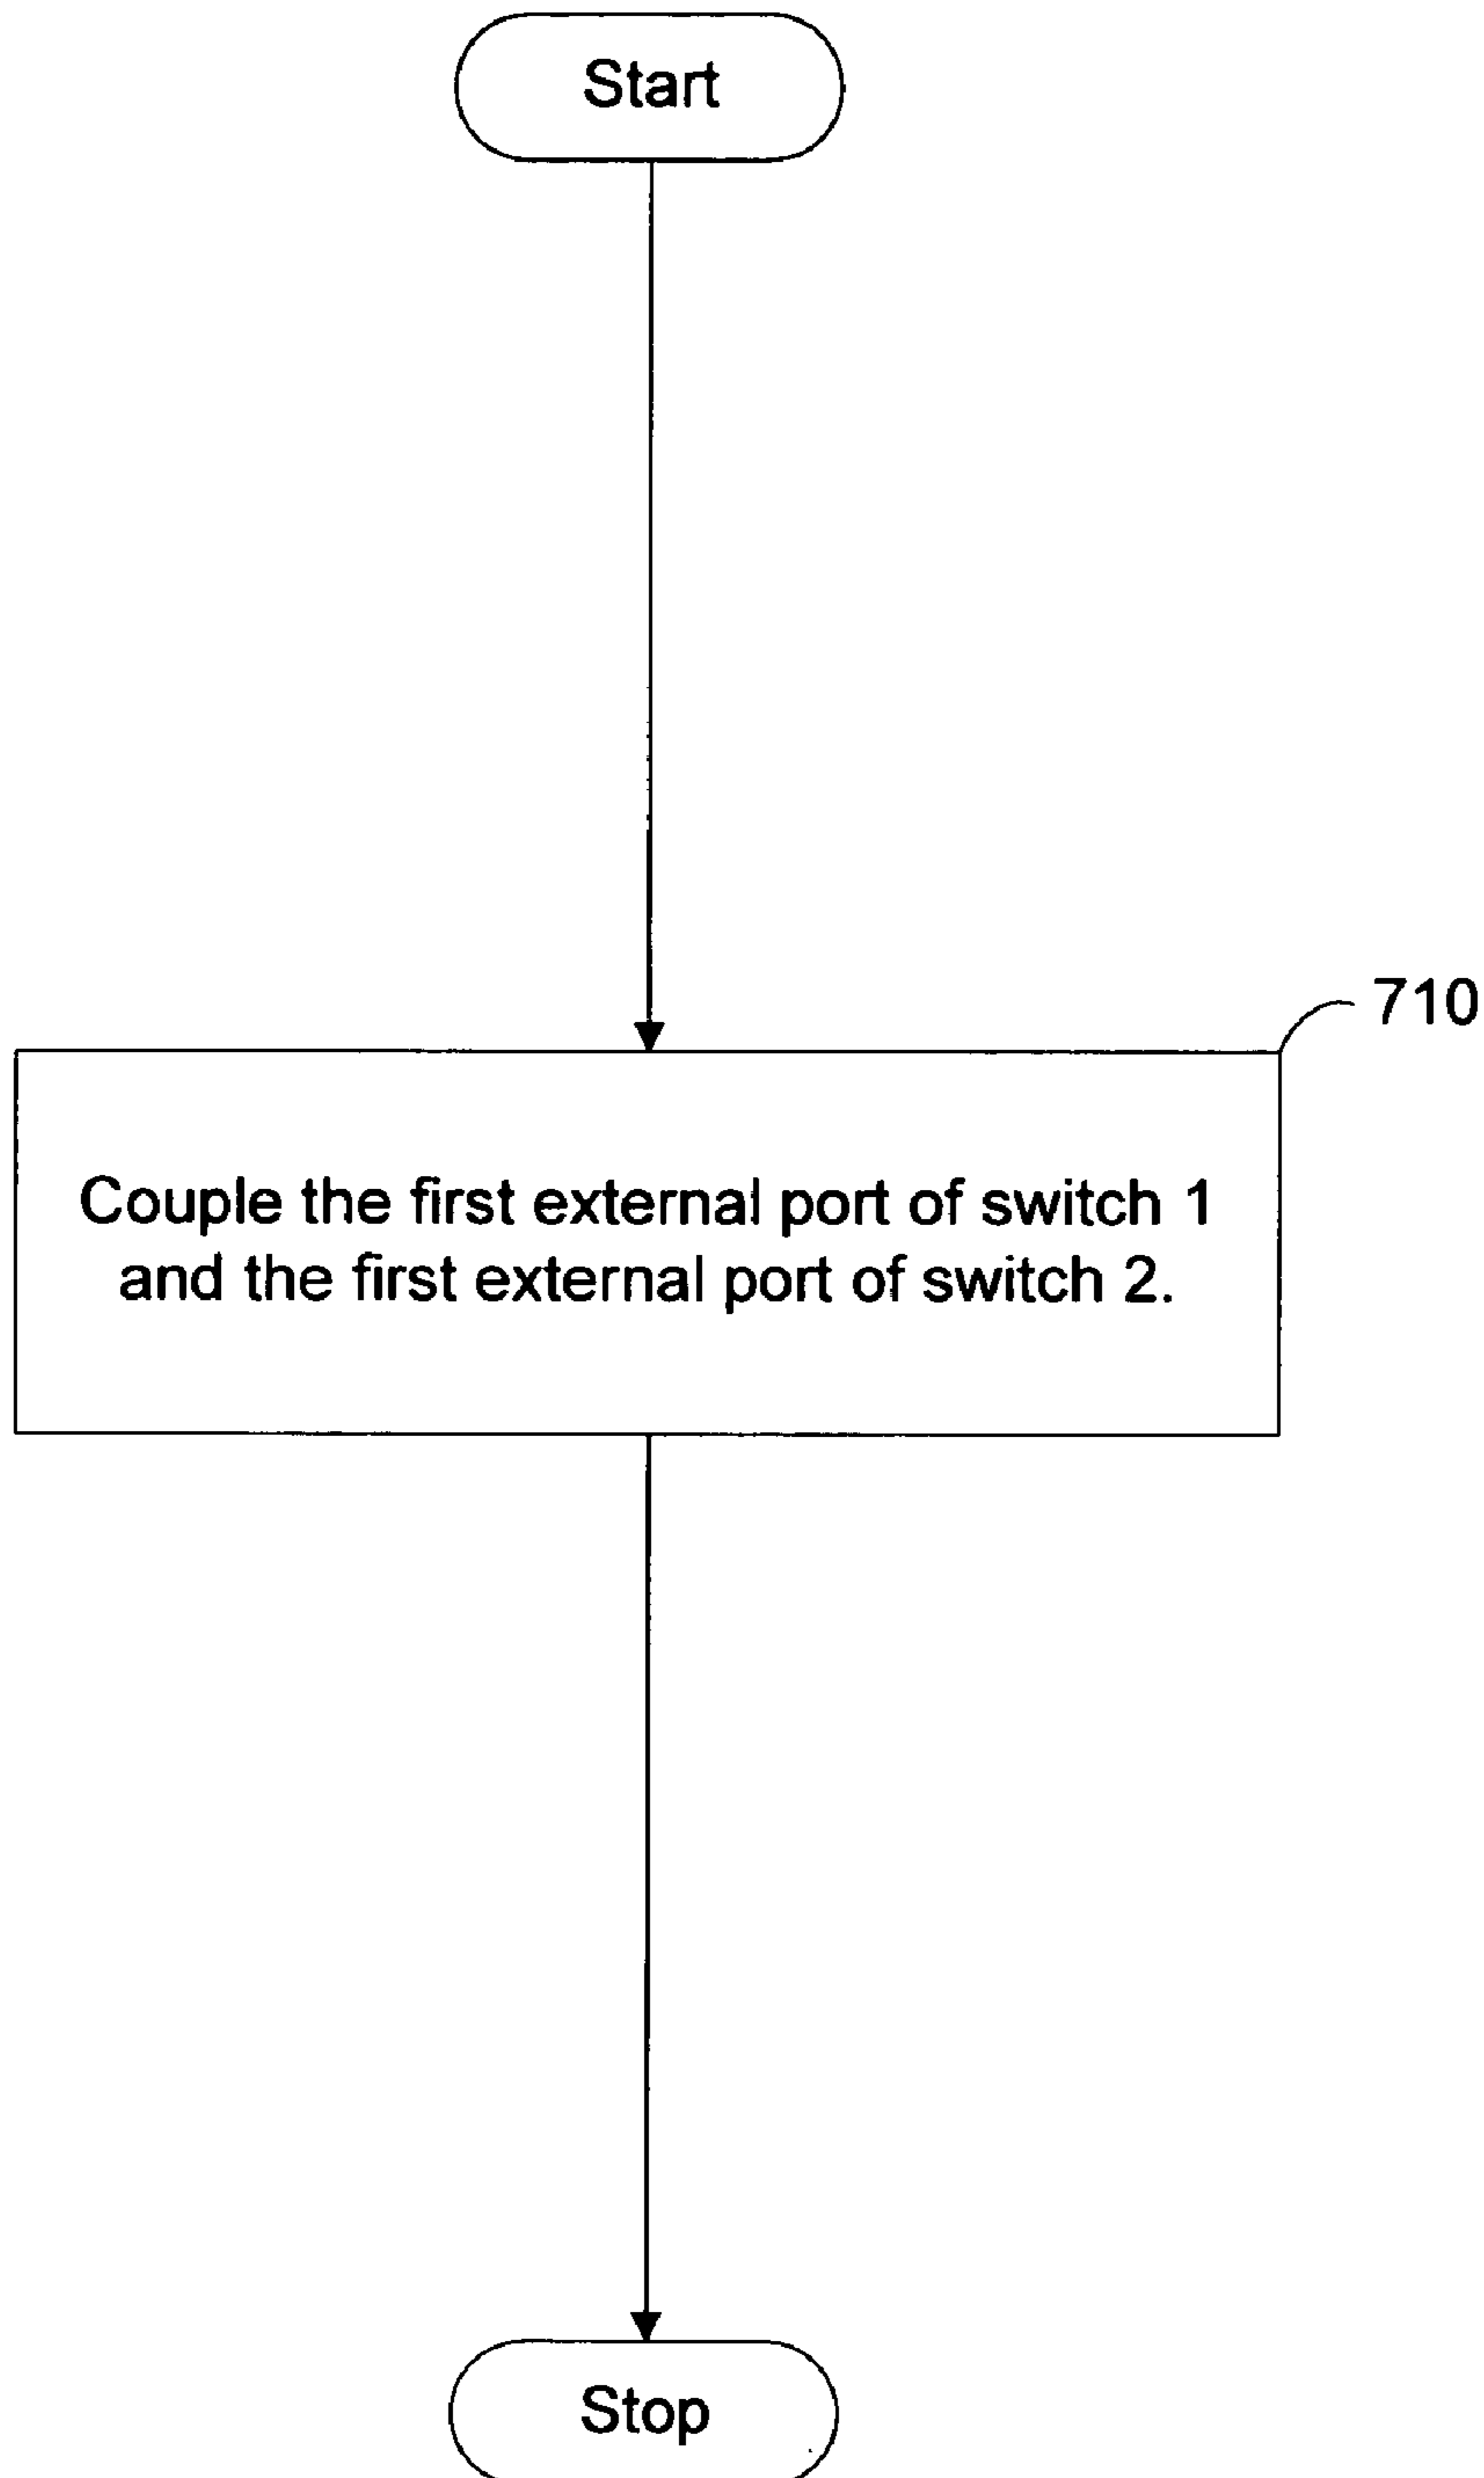 Start
710
Couple the first external port of switch 1
and the first external port of switch 2.
Stop